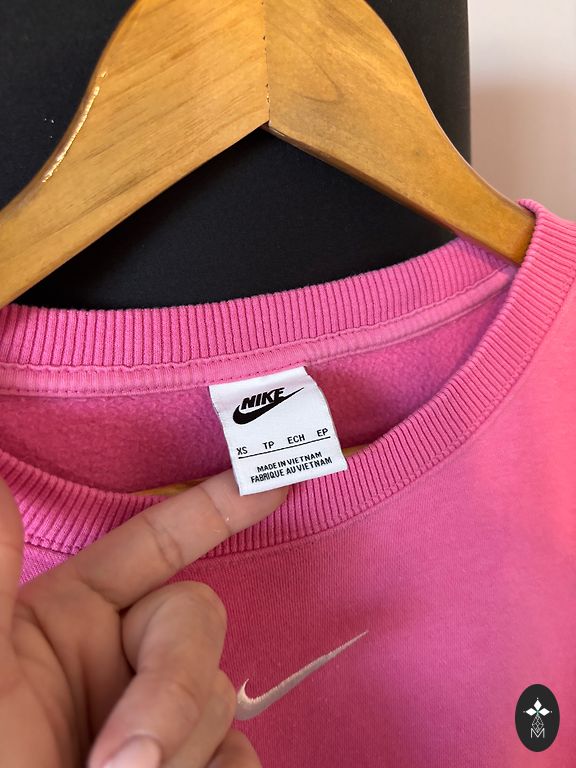 NIKE
XS TP ECH EP
MADE IN VIETNAM
FABRIQUE AU VIETNAM
M